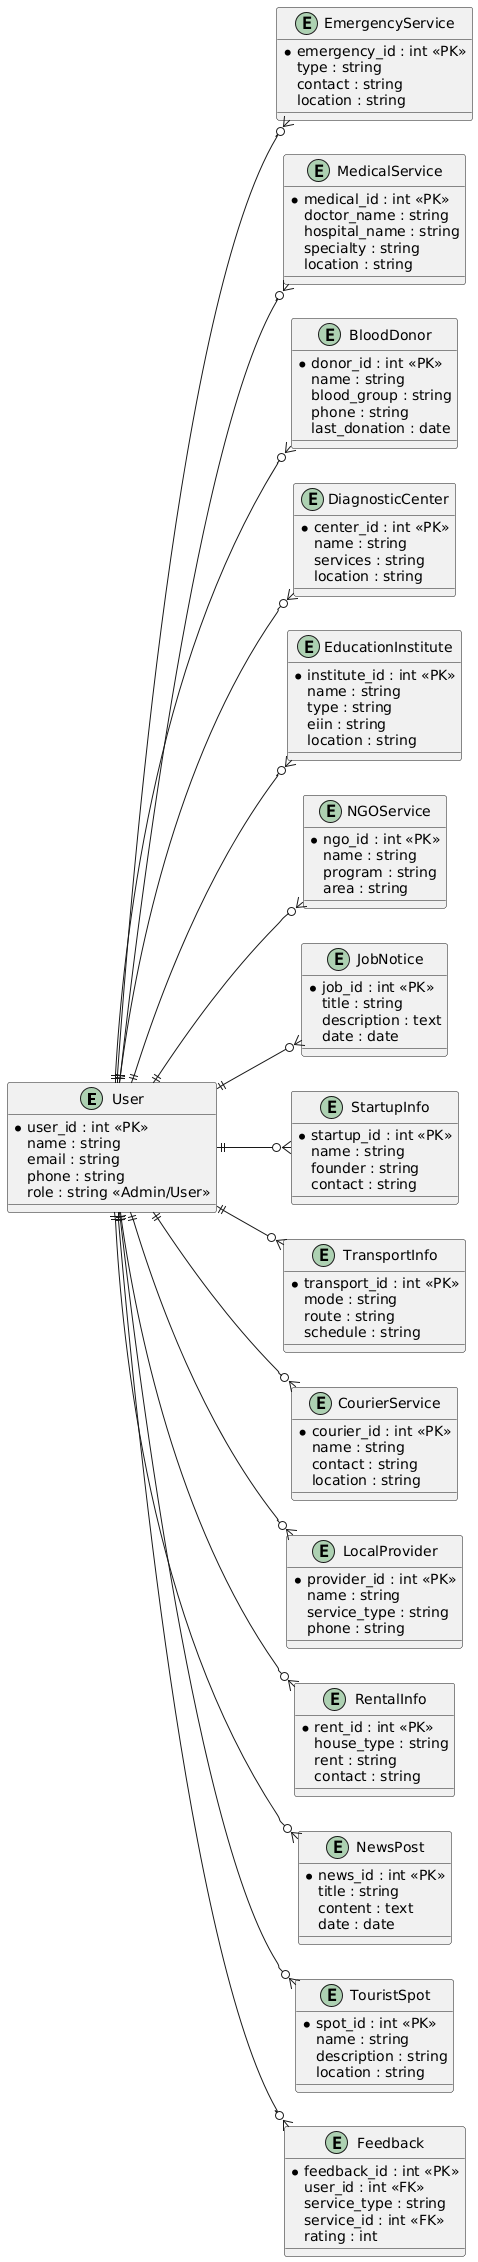 E EmergencyService
emergency_id : int «PK»
type : string
contact : string
location : string
E MedicalService
medical_id : int «PK»
doctor_name : string
hospital_name : string
specialty : string
location : string
E BloodDonor
donor_id : int «PK»
name : string
blood_group : string
phone : string
last_donation : date
E DiagnosticCenter
center_id : int «PK»
name : string
services : string
location : string
E EducationInstitute
institute_id : int «PK»
name : string
type : string
eiin : string
location : string
E NGOService
ngo_id : int «PK»
name : string
program : string
area : string
E JobNotice
job_id : int «PK»
title : string
description : text
date : date
E User
user_id : int «PK»
name : string
email : string
phone : string
role : string «Admin/User»
E StartupInfo
startup_id : int «PK»
name : string
founder : string
contact : string
E TransportInfo
transport_id : int «PK»
mode : string
route : string
schedule : string
E CourierService
courier_id : int «PK»
name : string
contact : string
location : string
E LocalProvider
provider_id : int «PK»
name : string
service_type : string
phone : string
E RentalInfo
rent_id : int «PK»
house_type : string
rent : string
contact : string
E NewsPost
news_id : int «PK»
title : string
content : text
date : date
E TouristSpot
spot_id : int «PK»
name : string
description : string
location : string
E Feedback
feedback_id : int «PK»
user_id : int «FK»
service_type : string
service_id : int «FK»
rating : int